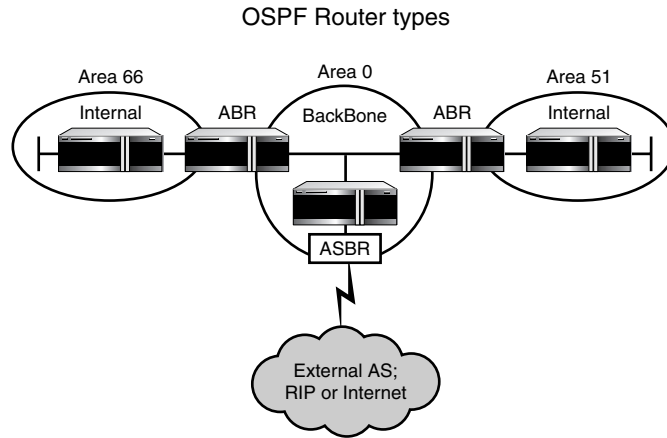 OSPF Router types
Area 66
Area 0
Area 51
Internal
ABR
BackBone
ABR
Internal
ASBR
External AS;
RIP or Internet